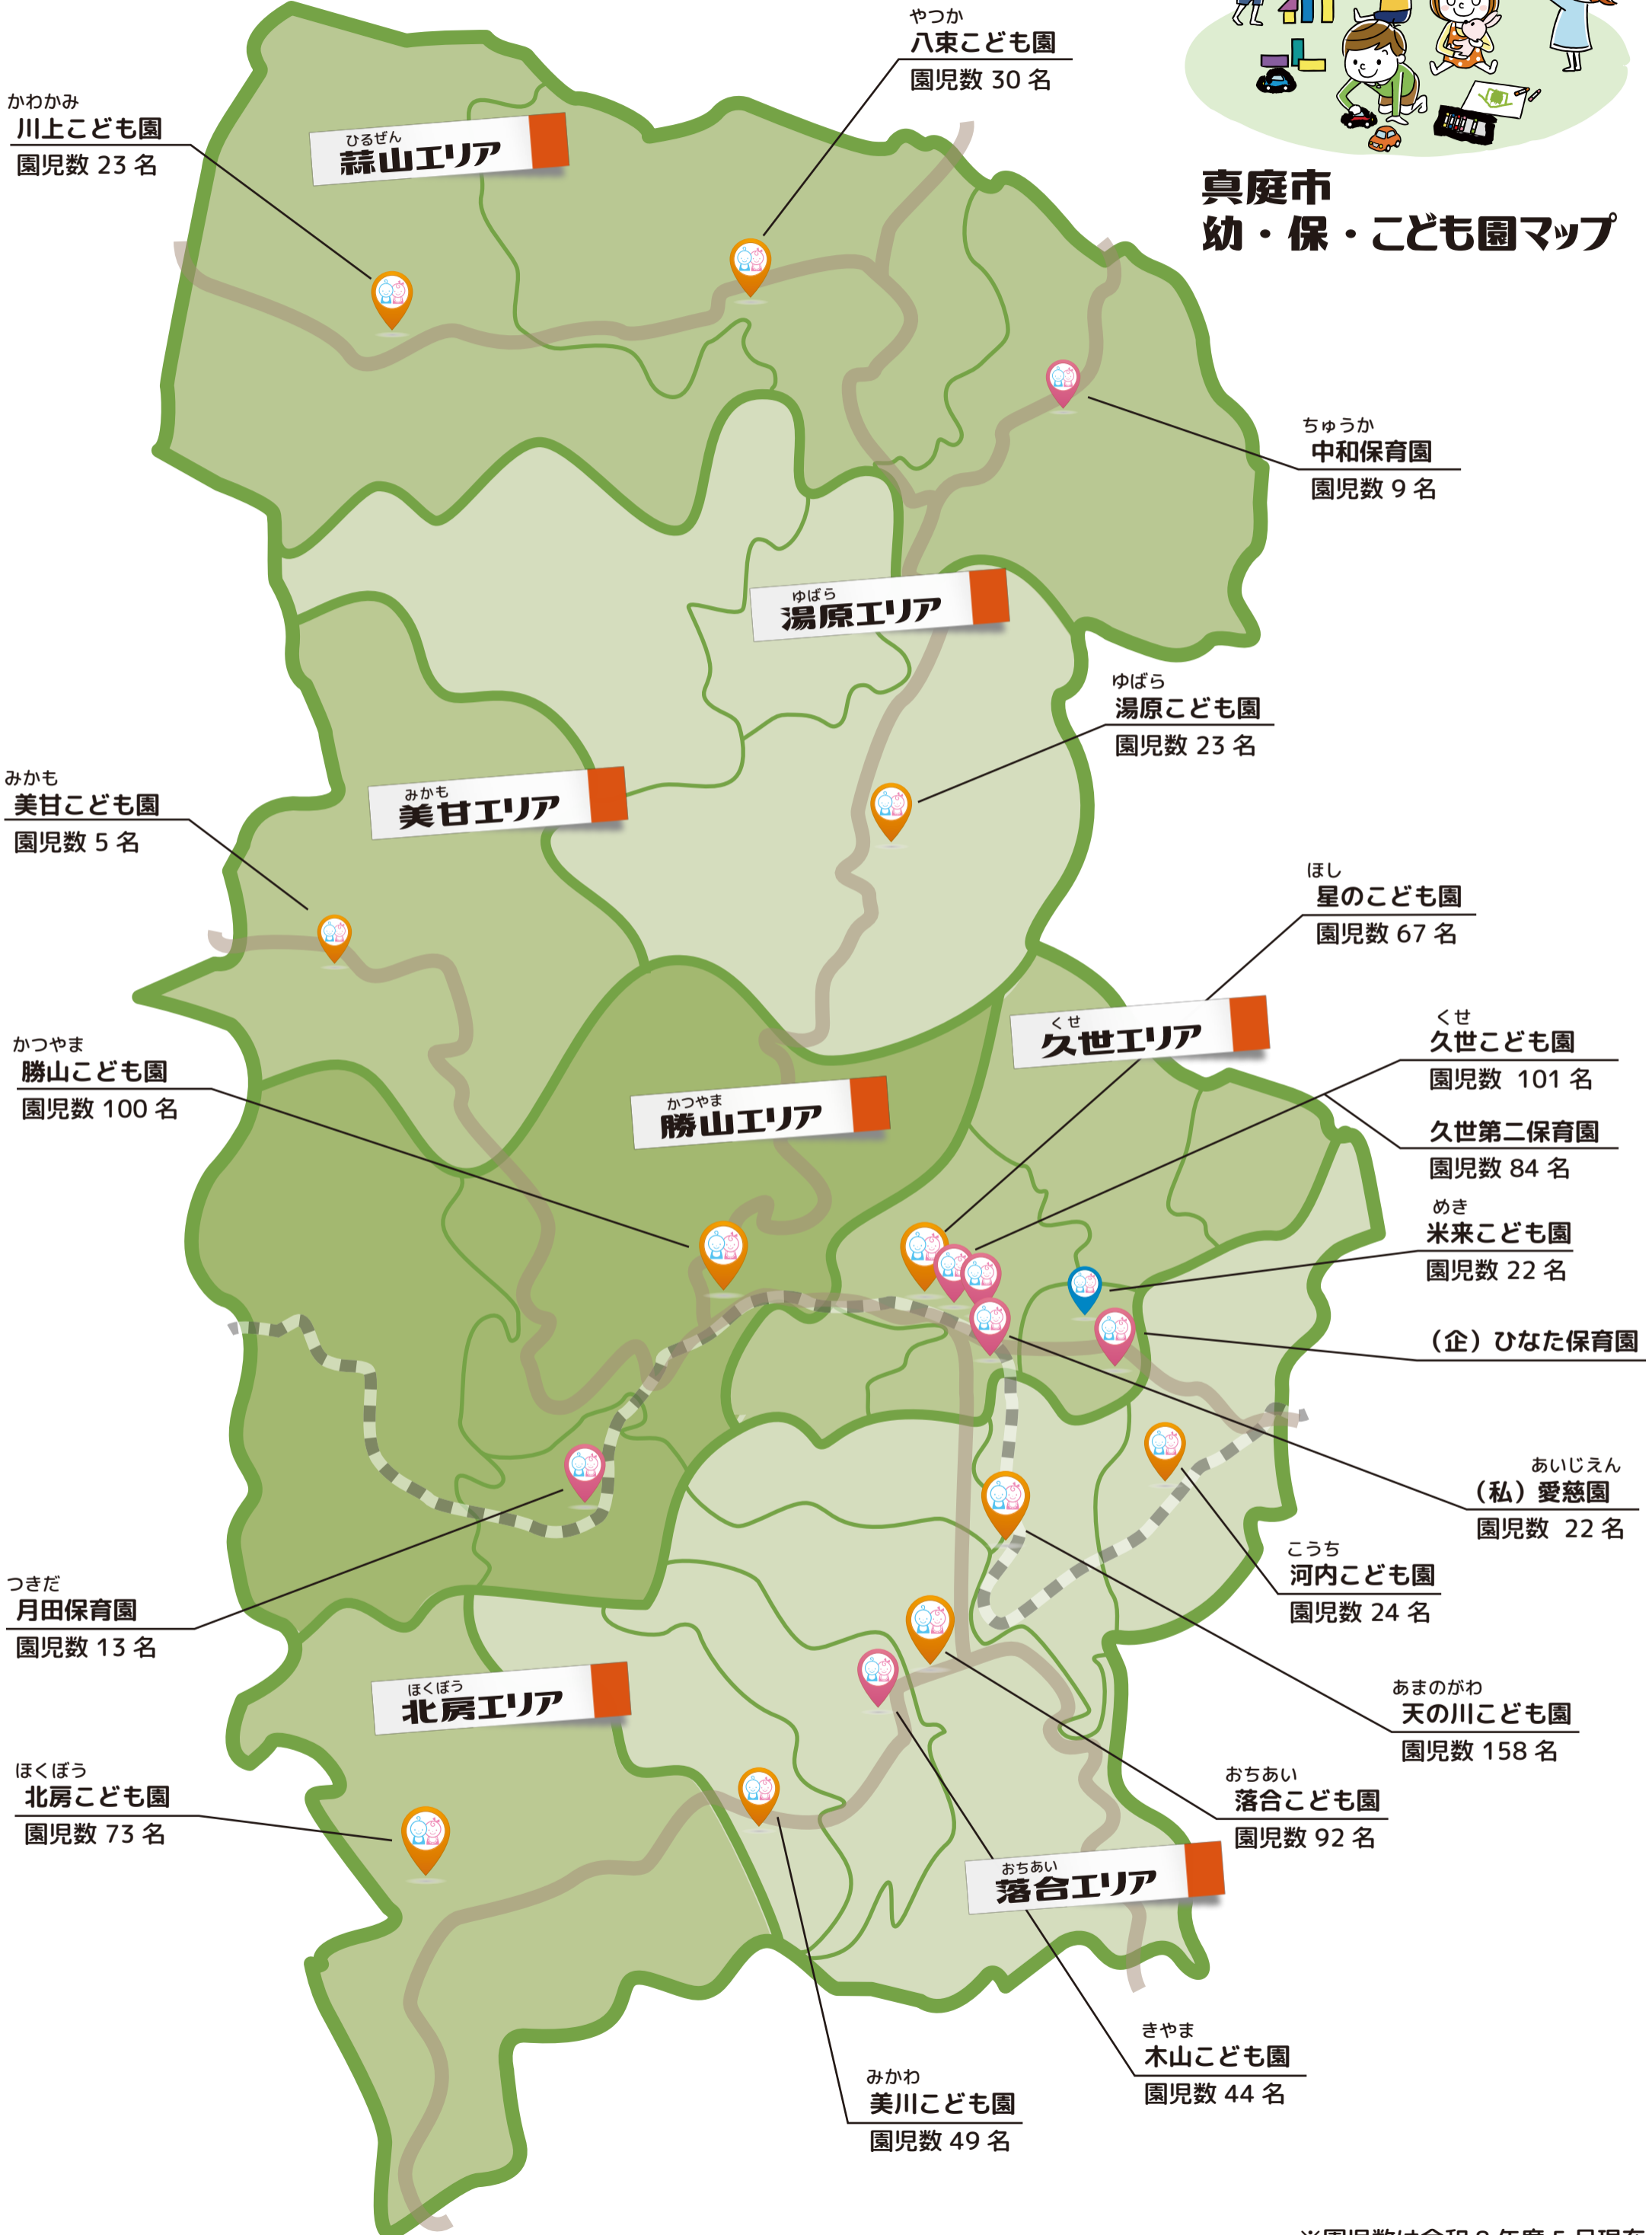 真庭市
幼・保・こども園マップ
やつか
八束こども園
園児数 30 名
かわかみ
川上こども園
園児数 23 名
ひるぜん
蒜山エリア
ちゅうか
中和保育園
園児数 9 名
ゆばら
湯原エリア
ゆばら
湯原こども園
園児数 23 名
みかも
美甘エリア
みかも
美甘こども園
園児数 5 名
ほし
星のこども園
園児数 67 名
くせ
久世エリア
くせ
久世こども園
園児数 101 名
かつやま
勝山こども園
園児数 100 名
かつやま
勝山エリア
久世第二保育園
園児数 84 名
めき
米来こども園
園児数 22 名
（企）ひなた保育園
あいじえん
（私）愛慈園
園児数 22 名
こうち
河内こども園
園児数 24 名
つきだ
月田保育園
園児数 13 名
ほくぼう
北房エリア
あまのがわ
天の川こども園
園児数 158 名
ほくぼう
北房こども園
園児数 73 名
おちあい
落合こども園
園児数 92 名
おちあい
落合エリア
きやま
木山こども園
園児数 44 名
みかわ
美川こども園
園児数 49 名